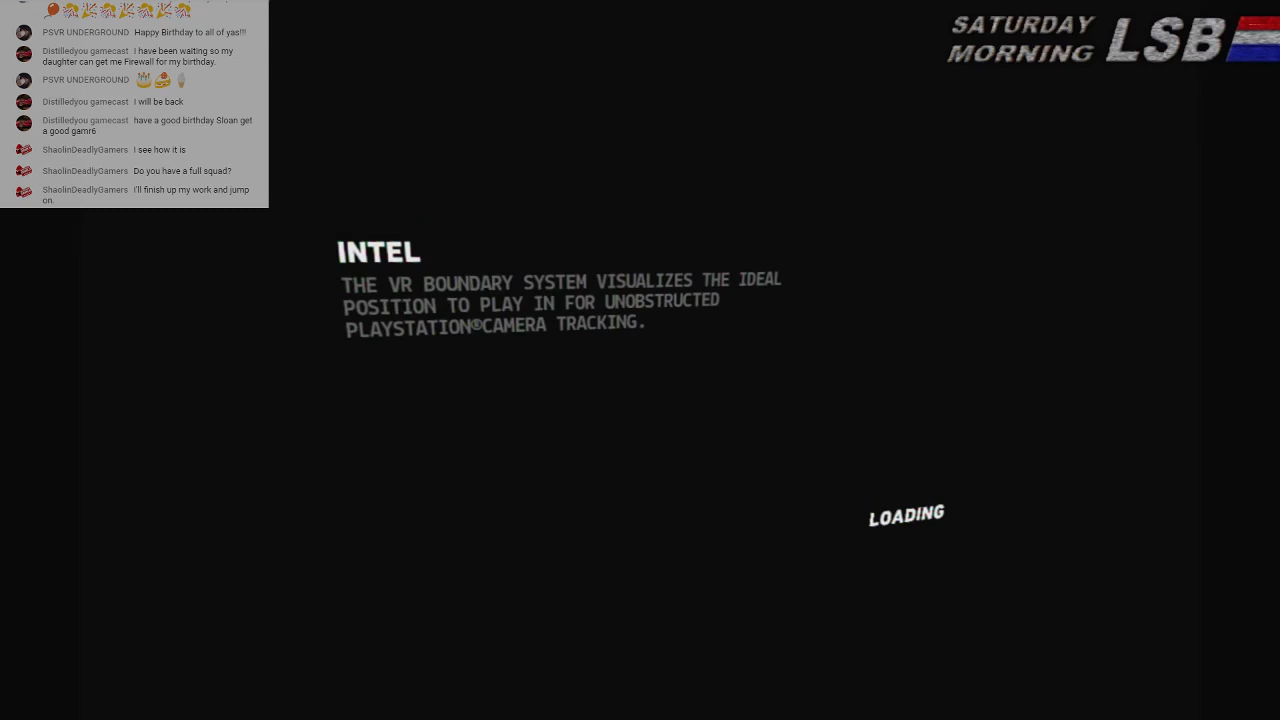 PSVR UNDERGROUND Happy Birthday to all of yas!!!
Distilledyou gamecast I have been waiting so my
daughter can get me Firewall for my birthday.
PSVR UNDERGROUND 🎂🍰🍦
Distilledyou gamecast I will be back
Distilledyou gamecast have a good birthday Sloan get
a good gamr6
ShaolinDeadlyGamers I see how it is
ShaolinDeadlyGamers Do you have a full squad?
ShaolinDeadlyGamers I'll finish up my work and jump
on.
SATURDAY
MORNING
LSB
INTEL
THE VR BOUNDARY SYSTEM VISUALIZES THE IDEAL
POSITION TO PLAY IN FOR UNOBSTRUCTED
PLAYSTATION®CAMERA TRACKING.
LOADING